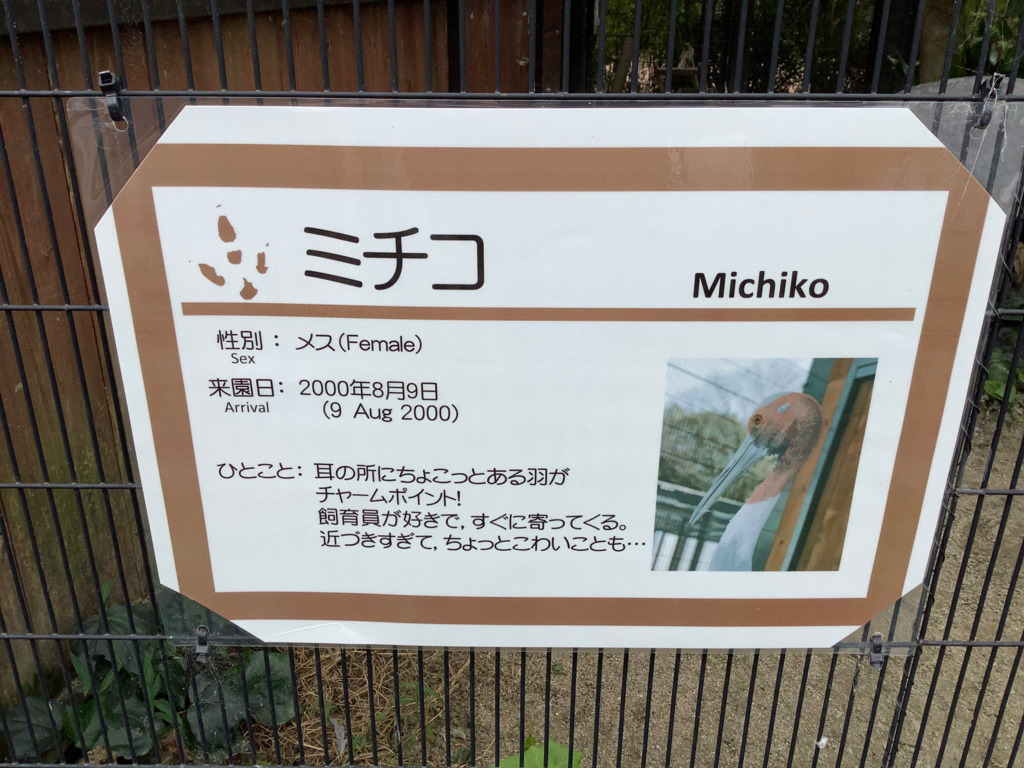 ミチコ
Michiko
性別： メス(Female)
Sex
来園日： 2000年8月9日
Arrival (9 Aug 2000)
ひとこと： 耳の所にちょこっとある羽が
チャームポイント!
飼育員が好きで, すぐに寄ってくる。
近づきすぎて, ちょっとこわいことも…